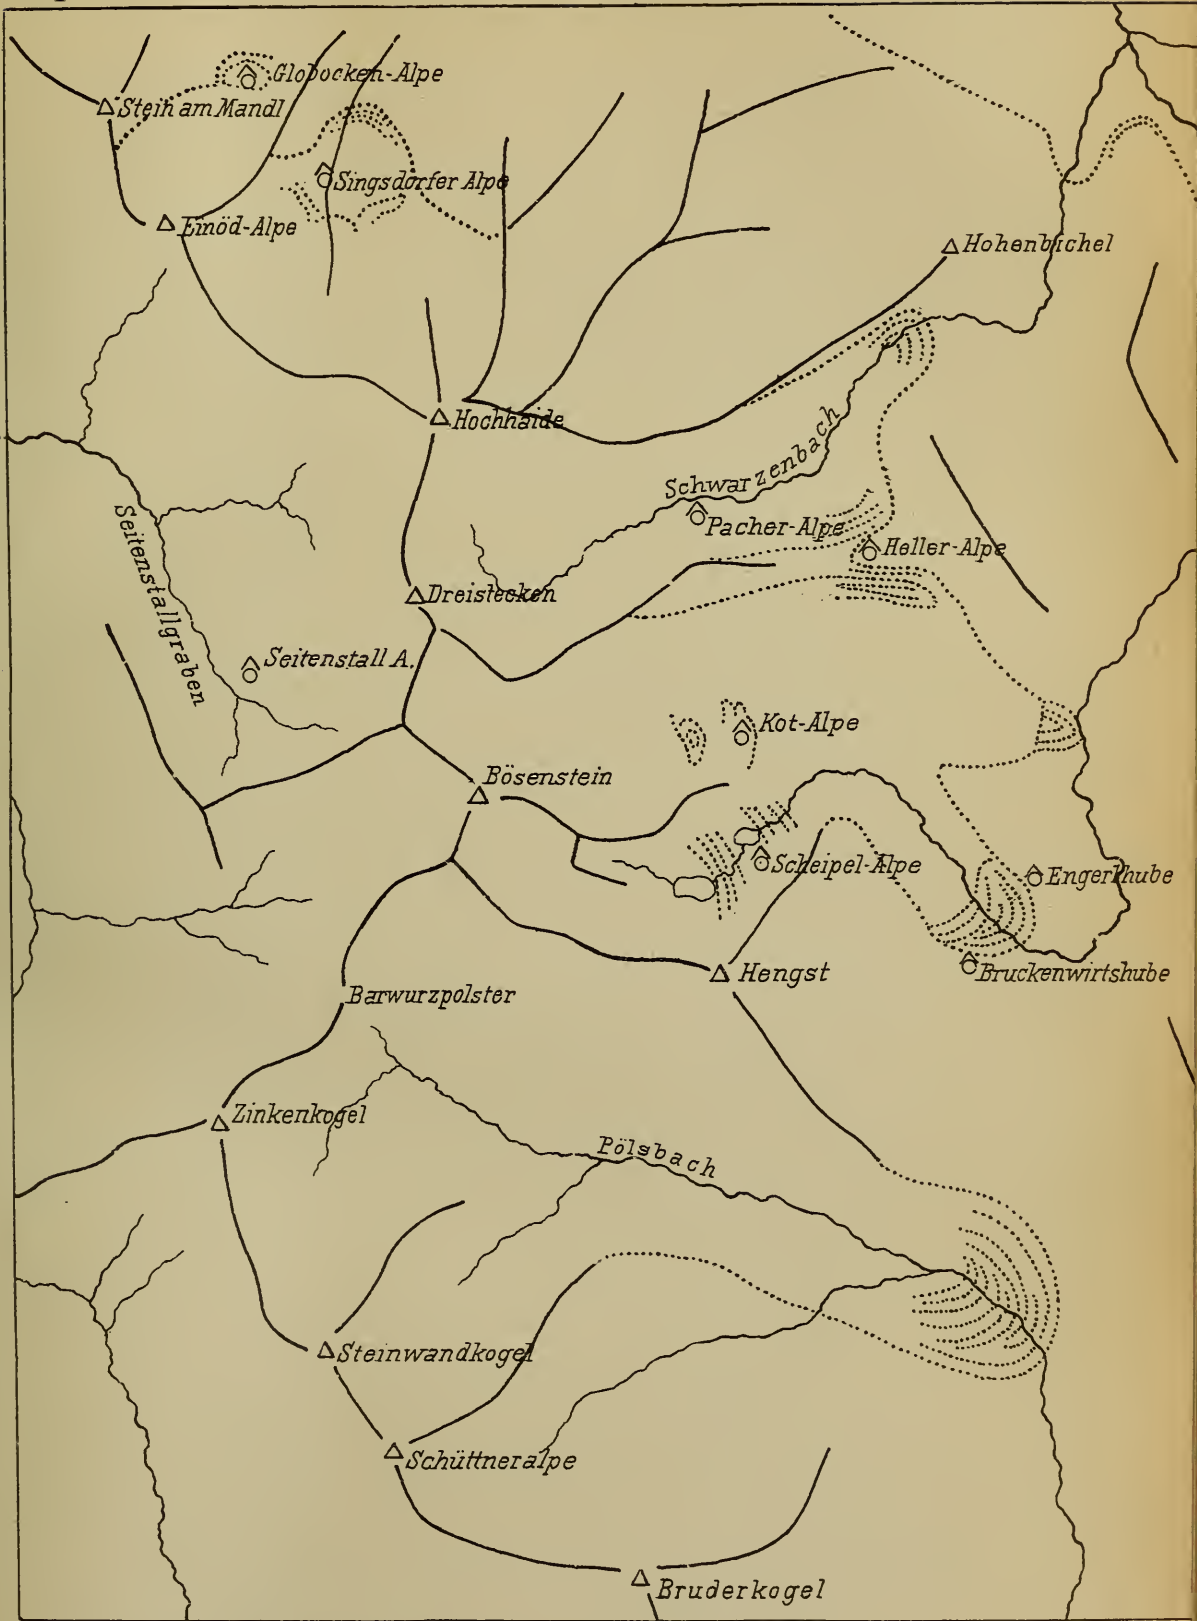 Globocken-Alpe
Stein am Mandl
Singsdorfer Alpe
Einöd-Alpe
Hohenbichel
Hochhaide
Schwarzenbach
Pacher-Alpe
Heller-Alpe
Seitenstallgraben
Dreistecken
Seitenstall A.
Kot-Alpe
Bösenstein
Scheipel-Alpe
Engerlhube
Hengst
Bruckenwirtshube
Barwurzpolster
Zinkenkogel
Pölsbach
Steinwandkogel
Schüttneralpe
Bruderkogel